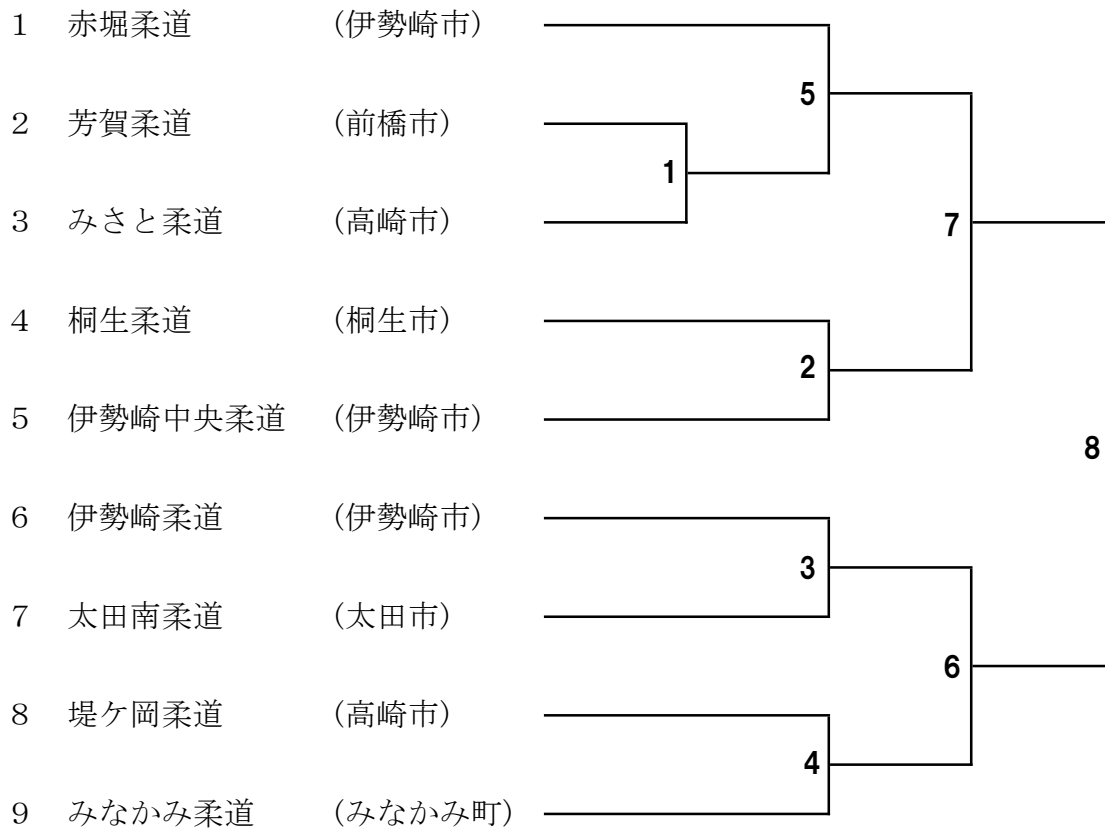 1 赤堀柔道 (伊勢崎市)
5
2 芳賀柔道 (前橋市)
1
3 みさと柔道 (高崎市)
7
4 桐生柔道 (桐生市)
2
5 伊勢崎中央柔道 (伊勢崎市)
8
6 伊勢崎柔道 (伊勢崎市)
3
7 太田南柔道 (太田市)
6
8 堤ケ岡柔道 (高崎市)
4
9 みなかみ柔道 (みなかみ町)